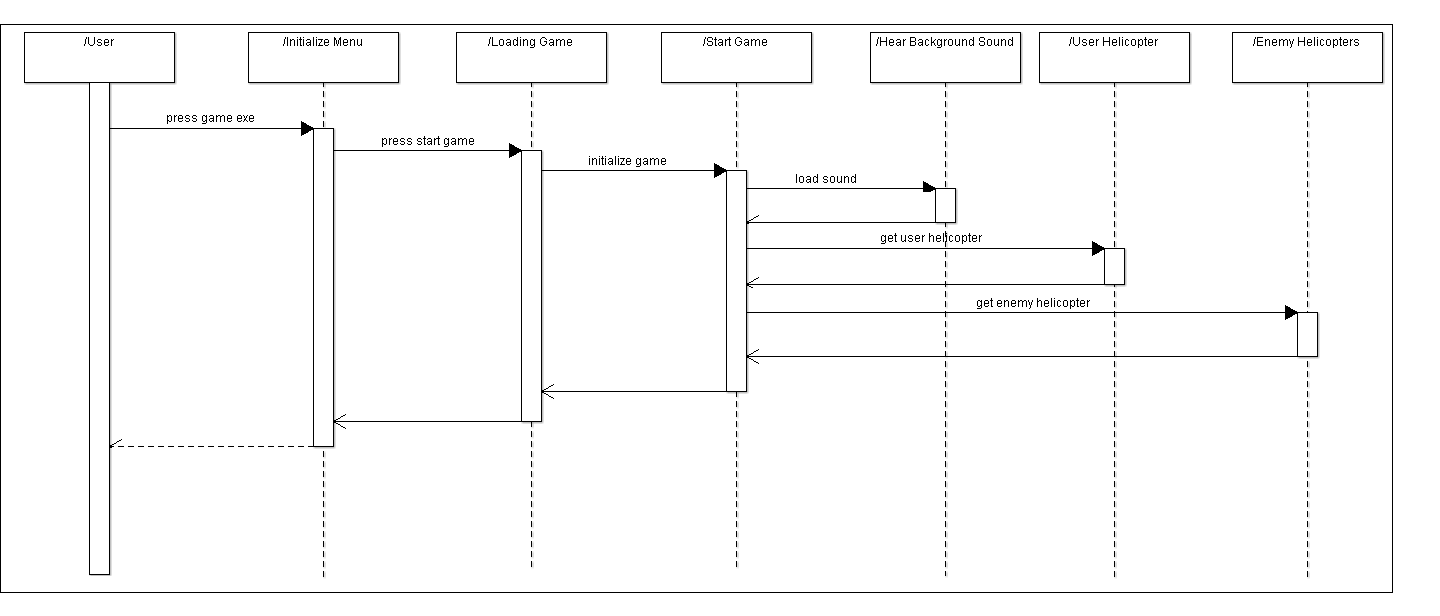 /User
/Initialize Menu
/Loading Game
/Start Game
/Hear Background Sound
/User Helicopter
/Enemy Helicopters
press game exe
press start game
initialize game
load sound
get user helicopter
get enemy helicopter